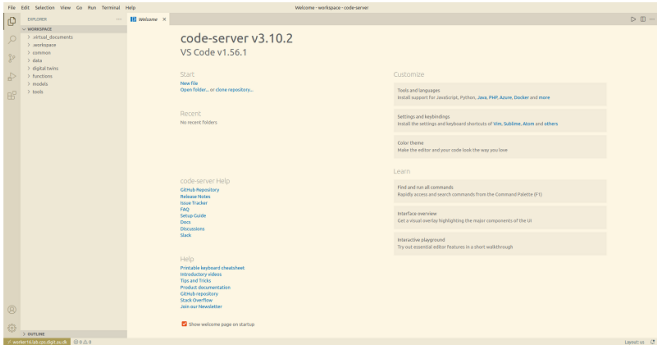 File Edit Selection View Go Run Terminal Help
Welcome - workspace - code-server
EXPLORER
Welcome
WORKSPACE
.virtual_documents
.workspace
common
data
digital twins
functions
models
tools
OUTLINE
code-server v3.10.2
VS Code v1.56.1
Start
New File
Open folder... or clone repository...
Recent
No recent folders
code-server Help
GitHub Repository
Release Notes
Issue Tracker
FAQ
Setup Guide
Docs
Discussions
Slack
Help
Printable keyboard cheatsheet
Introductory videos
Tips and Tricks
Product documentation
GitHub repository
Stack Overflow
Join our Newsletter
Show welcome page on startup
Customize
Tools and languages
Install support for JavaScript, Python, Java, PHP, Azure, Docker and more
Settings and keybindings
Install the settings and keyboard shortcuts of Vim, Sublime, Atom and others
Color theme
Make the editor and your code look the way you love
Learn
Find and run all commands
Rapidly access and search commands from the Command Palette (F1)
Interface overview
Get a visual overlay highlighting the major components of the UI
Interactive playground
Try out essential editor features in a short walkthrough
0 0
Layout: us